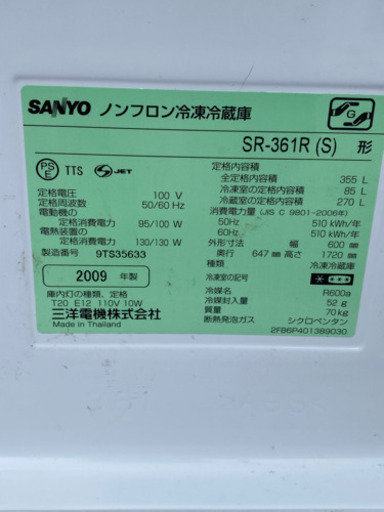 SANYO ノンフロン冷凍冷蔵庫
G
SR-361R (S) 形
PS E TTS S JET
定格電圧 100 V
定格周波数 50/60 Hz
電動機の
定格消費電力 95/100 W
電熱装置の
定格消費電力 130/130 W
製造番号 9TS35633
2009 年製
庫内灯の種類、定格
T20 E12 110V 10W
三洋電機株式会社
Made in Thailand
定格内容積
全定格内容積 355 L
冷凍室の定格内容積 85 L
冷蔵室の定格内容積 270 L
消費電力量 (JIS C 9801-2006年)
50Hz 510 kWh/年
60Hz 510 kWh/年
外形寸法 幅 600 mm
奥行 647 mm 高さ 1720 mm
種類 冷凍冷蔵庫
冷凍室の記号
冷媒 R600a
冷媒封入量 52 g
質量 70 kg
断熱発泡ガス シクロペンタン
2FB6P401389030